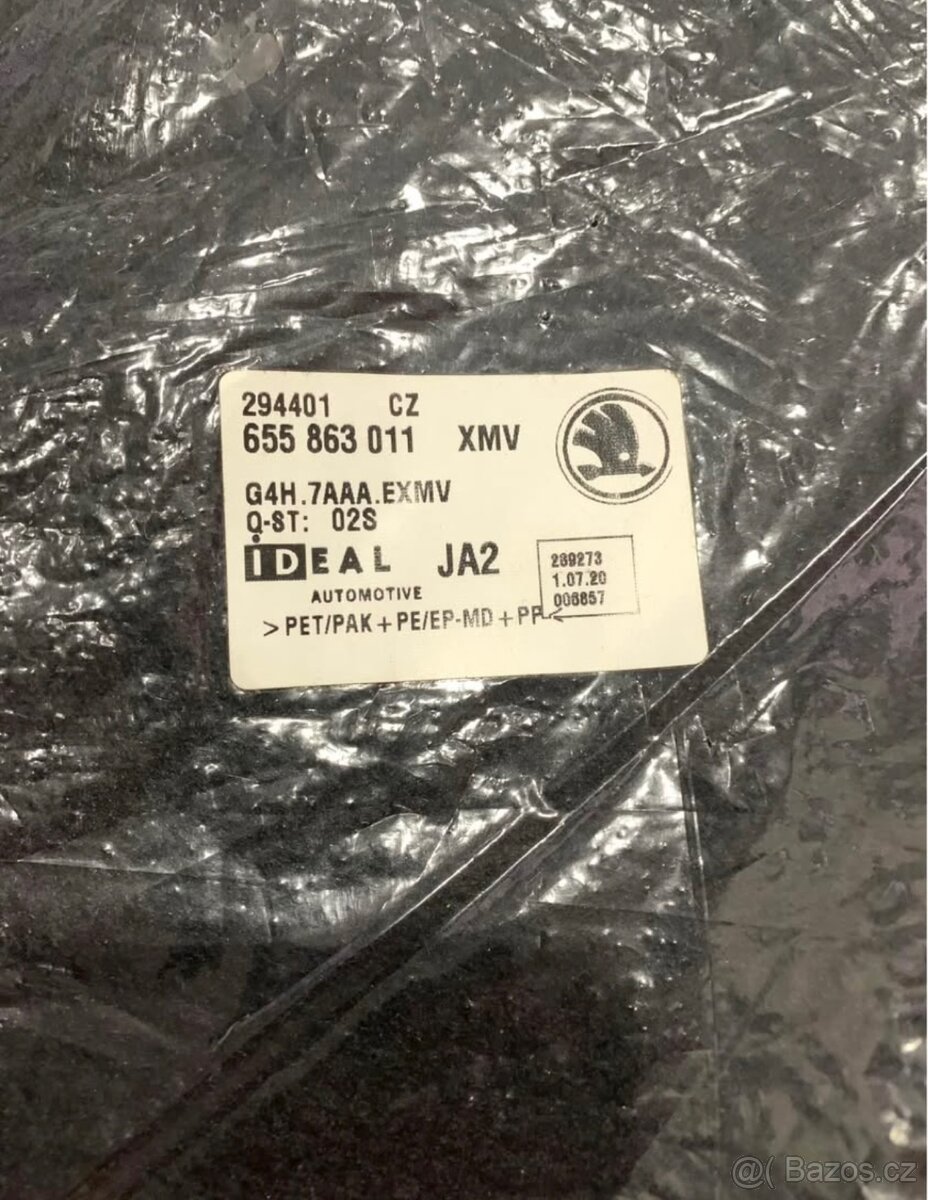 294401 CZ
655 863 011 XMV
G4H.7AAA.EXMV
Q-ST: 02S
IDEAL JA2
AUTOMOTIVE
289273
1.07.20
006857
>PET/PAK+PE/EP-MD+PP<
@( Bazos.cz